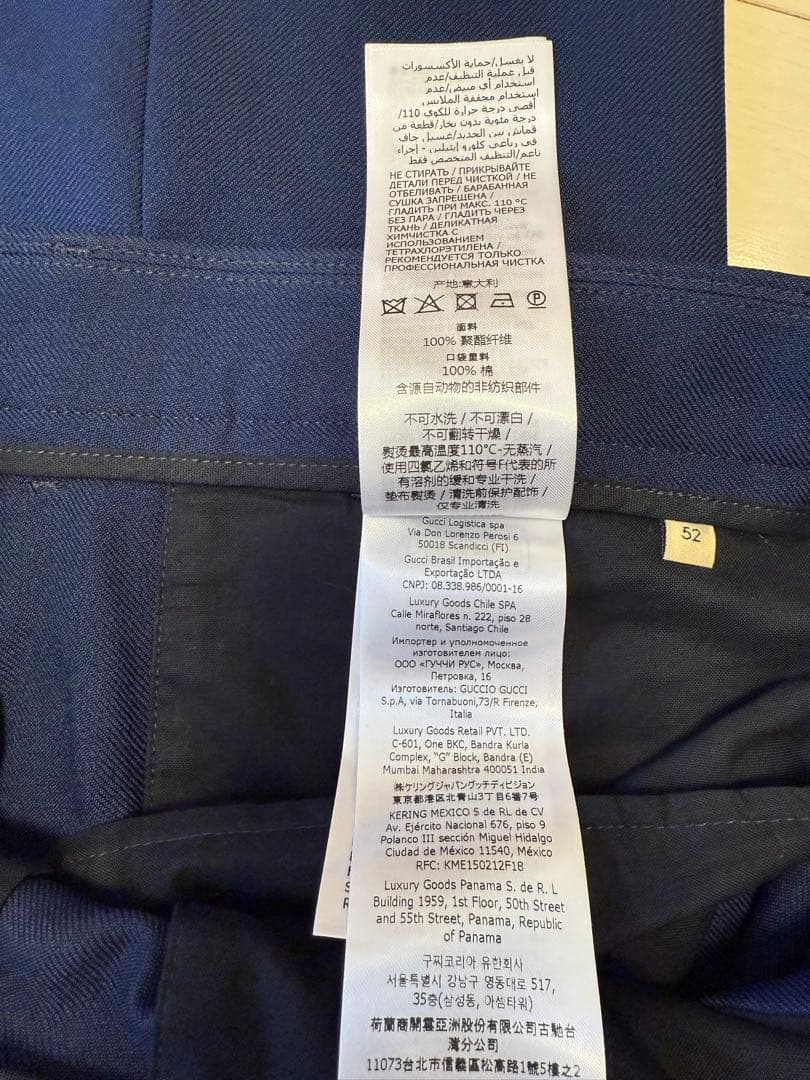 لا يغسل/حماية الأكسسورات
قبل عملية التنظيف/عدم
استخدام أي مبيض/عدم
استخدام مجففة الملابس
أقصى درجة حرارة للكوي 110/
درجة مئوية بدون بخار/قطعة من
قماش بين الحديد/غسيل جاف
في رباعي كلورو إيثيلين - إجراء
ناعم/التنظيف المتخصص فقط
НЕ СТИРАТЬ / ПРИКРЫВАЙТЕ
ДЕТАЛИ ПЕРЕД ЧИСТКОЙ / НЕ
ОТБЕЛИВАТЬ / БАРАБАННАЯ
СУШКА ЗАПРЕЩЕНА /
ГЛАДИТЬ ПРИ МАКС. 110 °C
БЕЗ ПАРА / ГЛАДИТЬ ЧЕРЕЗ
ТКАНЬ / ДЕЛИКАТНАЯ
ХИМЧИСТКА С
ИСПОЛЬЗОВАНИЕМ
ТЕТРАХЛОРЭТИЛЕНА /
РЕКОМЕНДУЕТСЯ ТОЛЬКО
ПРОФЕССИОНАЛЬНАЯ ЧИСТКА
产地:意大利
P
面料
100% 聚酯纤维
口袋里料
100% 棉
含源自动物的非纺织部件
不可水洗 / 不可漂白 /
不可翻转干燥 /
熨烫最高温度110°C-无蒸汽 /
使用四氯乙烯和符号F代表的所
有溶剂的缓和专业干洗 /
垫布熨烫 / 清洗前保护配饰 /
仅专业清洗
Gucci Logistica spa
Via Don Lorenzo Perosi 6
50018 Scandicci (FI)
Gucci Brasil Importação e
Exportação LTDA
CNPJ: 08.338.986/0001-16
Luxury Goods Chile SPA
Calle Miraflores n. 222, piso 28
norte, Santiago Chile
Импортер и уполномоченное
изготовителем лицо:
ООО «ГУЧЧИ РУС», Москва,
Петровка, 16
Изготовитель: GUCCIO GUCCI
S.p.A, via Tornabuoni,73/R Firenze,
Italia
Luxury Goods Retail PVT. LTD.
C-601, One BKC, Bandra Kurla
Complex, "G" Block, Bandra (E)
Mumbai Maharashtra 400051 India
㈱ケリングジャパングッチディビジョン
東京都港区北青山3丁目6番7号
KERING MEXICO S de RL de CV
Av. Ejército Nacional 676, piso 9
Polanco III sección Miguel Hidalgo
Ciudad de México 11540, México
RFC: KME150212F18
Luxury Goods Panama S. de R. L
Building 1959, 1st Floor, 50th Street
and 55th Street, Panama, Republic
of Panama
구찌코리아 유한회사
서울특별시 강남구 영동대로 517,
35층(삼성동, 아셈타워)
荷蘭商開雲亞洲股份有限公司古馳台
灣分公司
11073台北市信義區松高路1號5樓之2
52